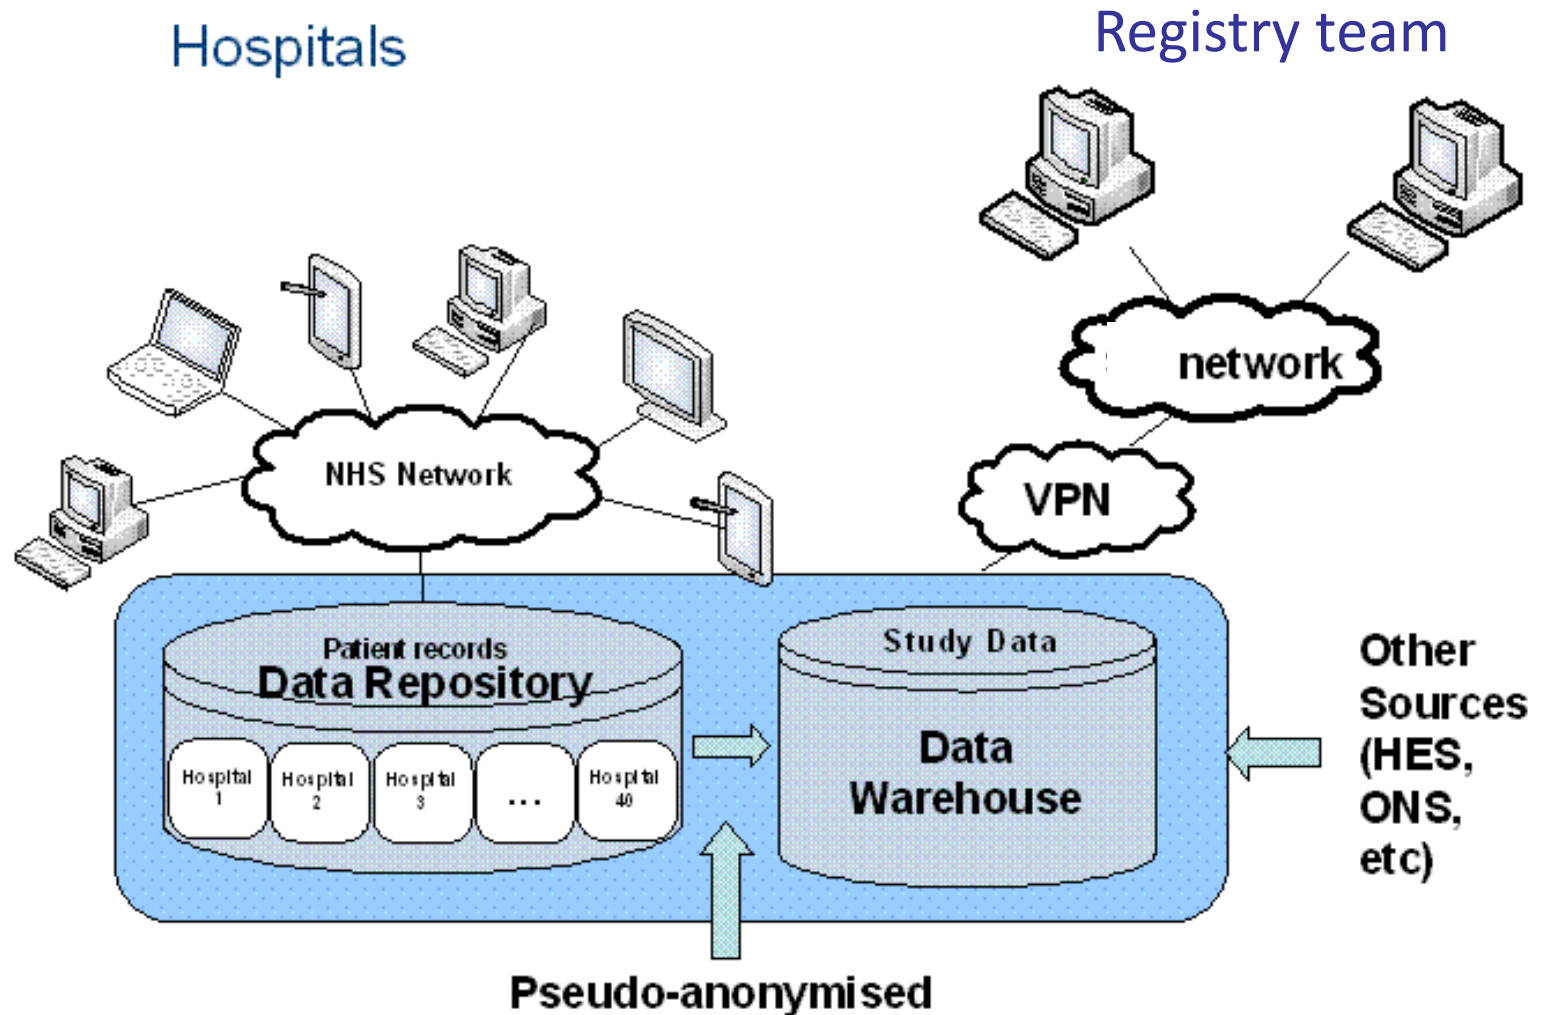 Hospitals
Registry team
network
NHS Network
VPN
Patient records
Data Repository
Hospital
1
Hospital
2
Hospital
3
...
Hospital
40
Study Data
Data
Warehouse
Other
Sources
(HES,
ONS,
etc)
Pseudo-anonymised